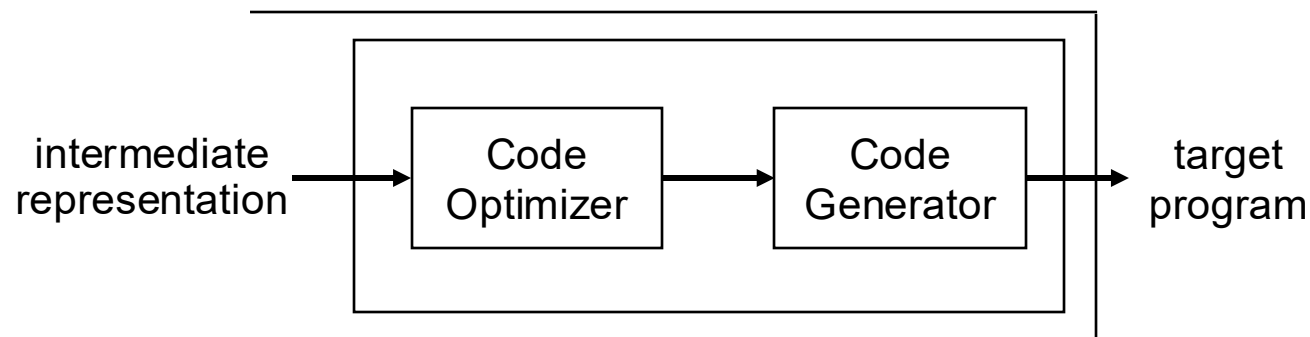 intermediate
representation
Code
Optimizer
Code
Generator
target
program